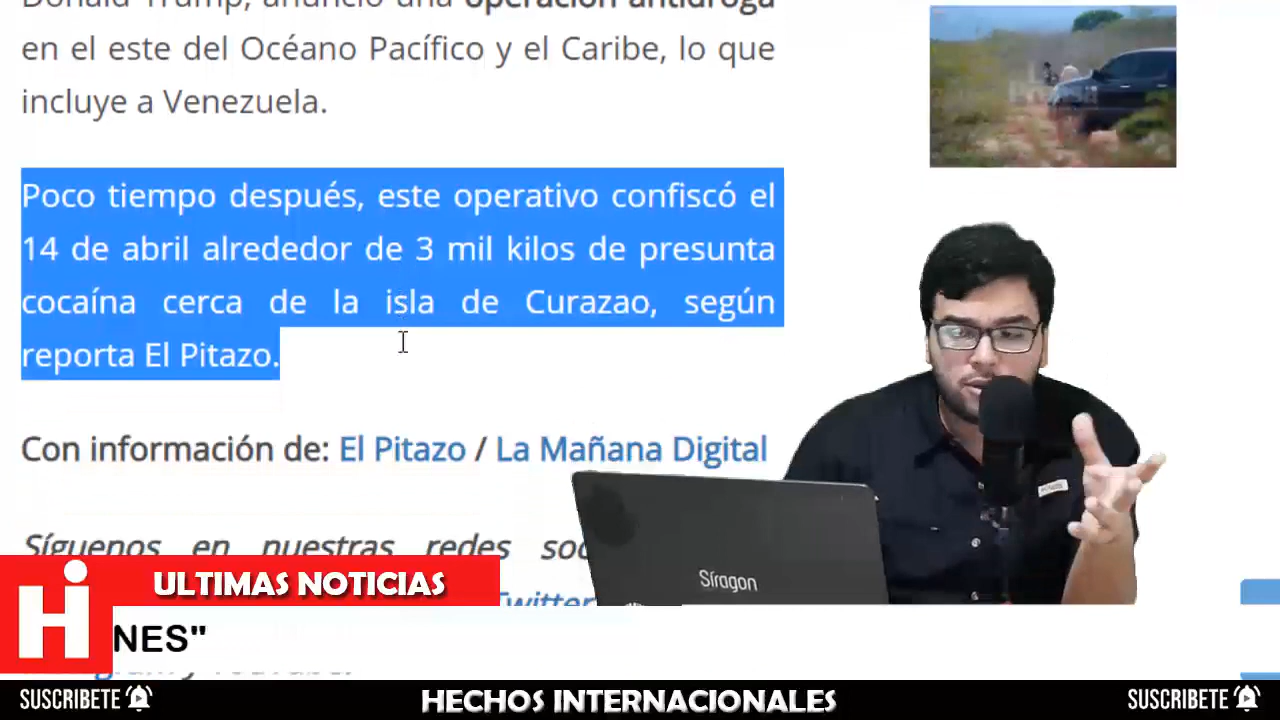 Donald Trump, anunció una operación antidroga
en el este del Océano Pacífico y el Caribe, lo que
incluye a Venezuela.
Poco tiempo después, este operativo confiscó el
14 de abril alrededor de 3 mil kilos de presunta
cocaína cerca de la isla de Curazao, según
reporta El Pitazo.
Con información de: El Pitazo / La Mañana Digital
Síguenos en nuestras redes
Twitter
Síragon
Hi
ULTIMAS NOTICIAS
NES"
SUSCRIBETE
HECHOS INTERNACIONALES
SUSCRIBETE